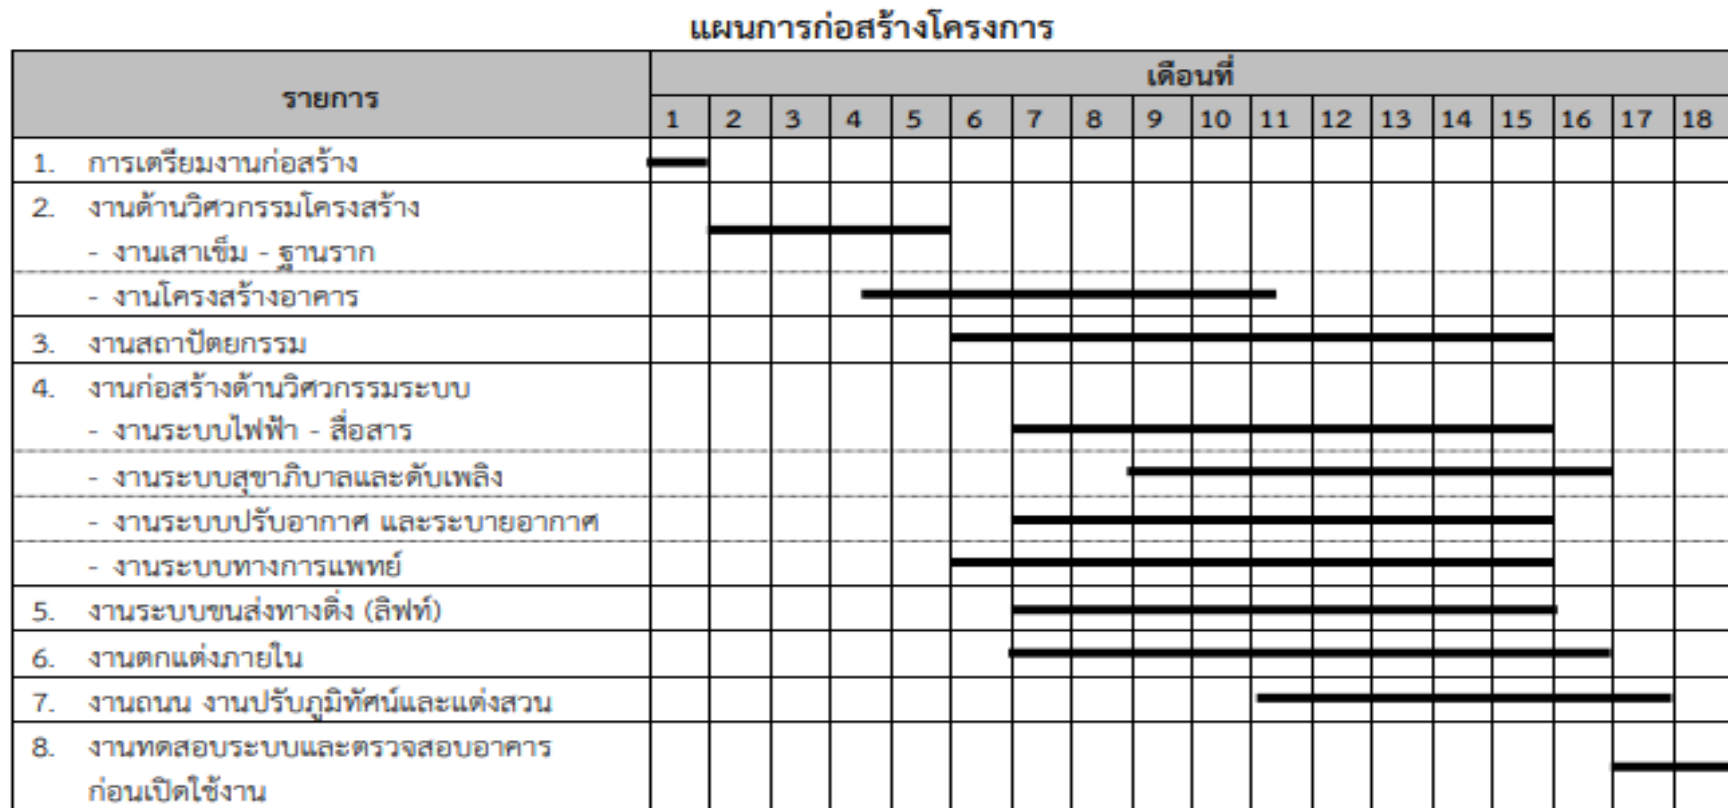 แผนการก่อสร้างโครงการ
รายการ
เดือนที่
1 2 3 4 5 6 7 8 9 10 11 12 13 14 15 16 17 18
1. การเตรียมงานก่อสร้าง
2. งานด้านวิศวกรรมโครงสร้าง
- งานเสาเข็ม - ฐานราก
- งานโครงสร้างอาคาร
3. งานสถาปัตยกรรม
4. งานก่อสร้างด้านวิศวกรรมระบบ
- งานระบบไฟฟ้า - สื่อสาร
- งานระบบสุขาภิบาลและดับเพลิง
- งานระบบปรับอากาศ และระบายอากาศ
- งานระบบทางการแพทย์
5. งานระบบขนส่งทางดิ่ง (ลิฟท์)
6. งานตกแต่งภายใน
7. งานถนน งานปรับภูมิทัศน์และแต่งสวน
8. งานทดสอบระบบและตรวจสอบอาคาร
ก่อนเปิดใช้งาน